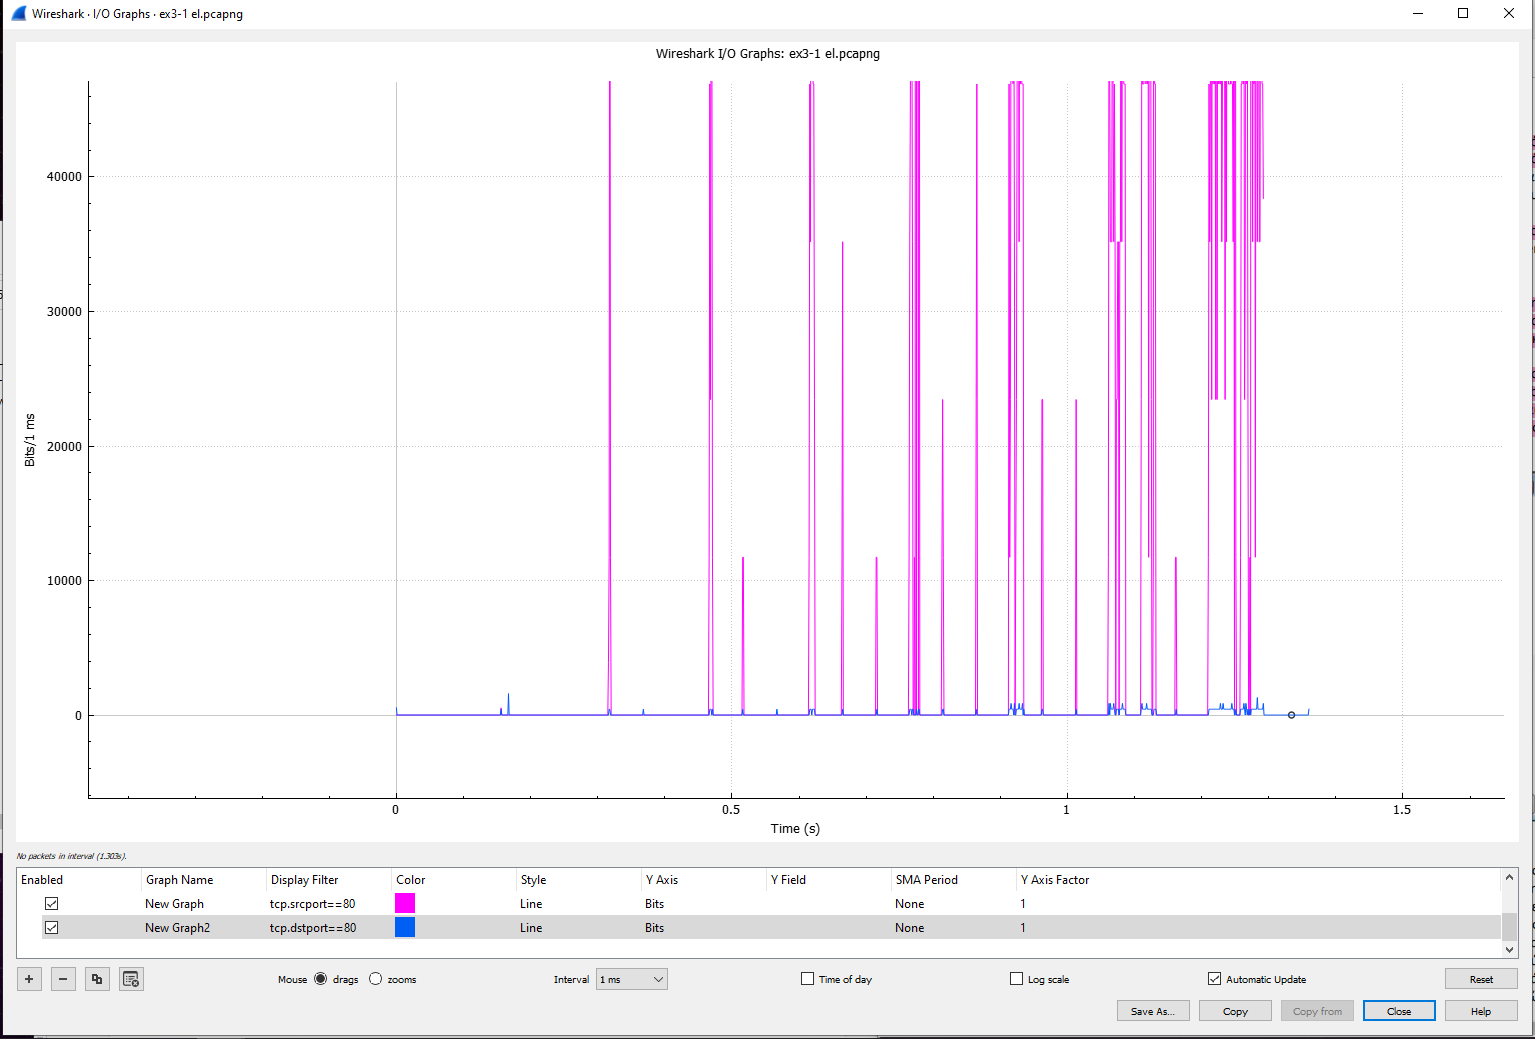 Wireshark · I/O Graphs · ex3-1 el.pcapng
Wireshark I/O Graphs: ex3-1 el.pcapng
40000
30000
20000
10000
0
Bits/1 ms
0 0.5 1 1.5
Time (s)
No packets in interval (1.303s).
Enabled Graph Name Display Filter Color Style Y Axis Y Field SMA Period Y Axis Factor
New Graph tcp.srcport==80 Line Bits None 1
New Graph2 tcp.dstport==80 Line Bits None 1
Mouse drags zooms Interval 1 ms Time of day Log scale Automatic Update Reset
Save As... Copy Copy from Close Help